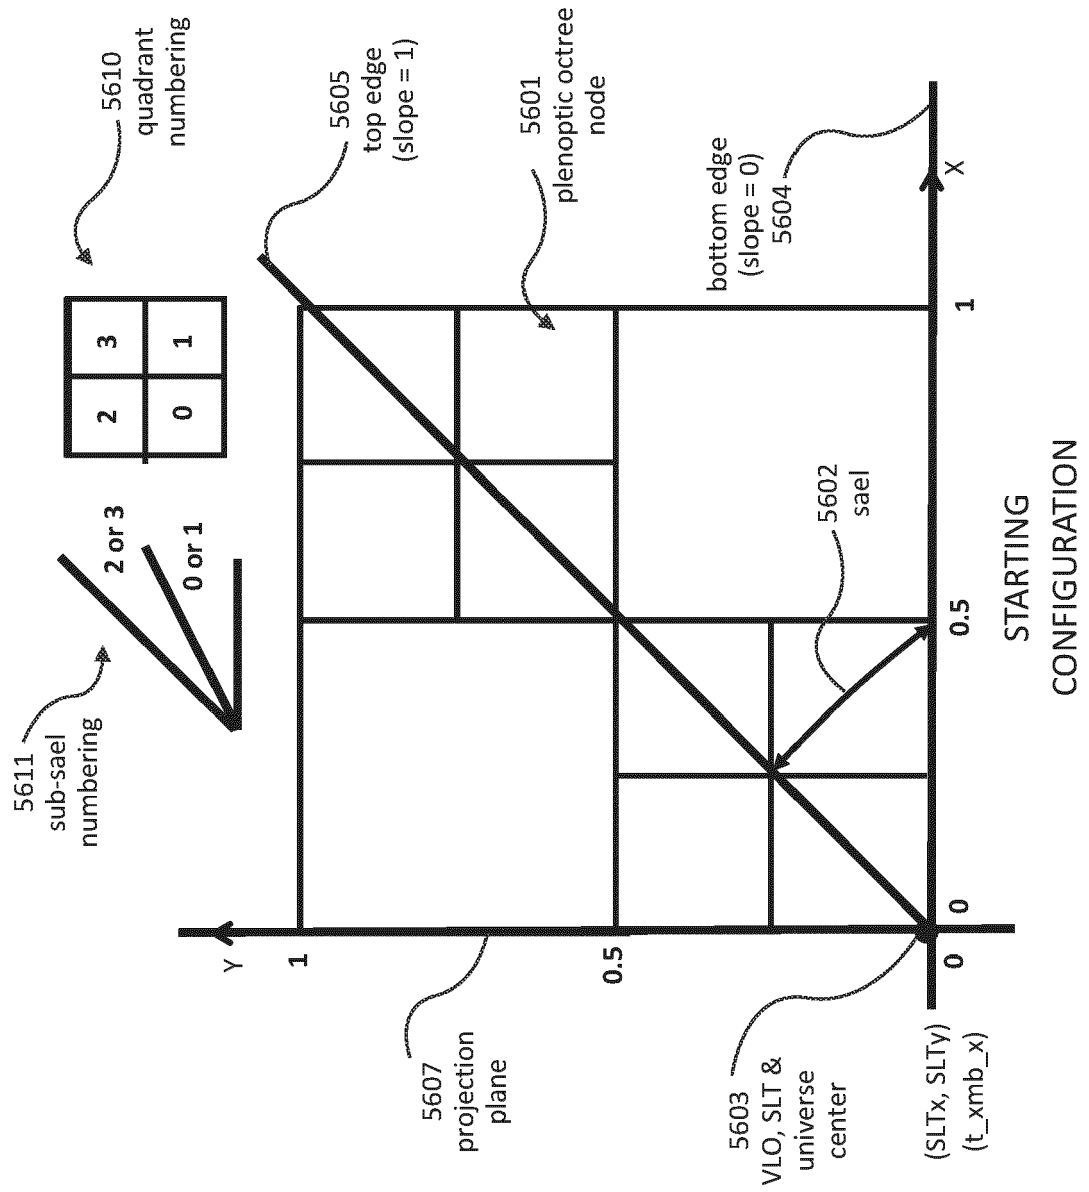 5610
quadrant
numbering
5611
sub-sael
numbering
2 or 3
0 or 1
2
3
0
1
5605
top edge
(slope = 1)
5601
plenoptic octree
node
Y
1
0.5
0
5607
projection
plane
5602
sael
bottom edge
(slope = 0)
5604
X
0
0.5
1
5603
VLO, SLT &
universe
center
(SLTx, SLTy)
(t_xmb_x)
STARTING
CONFIGURATION